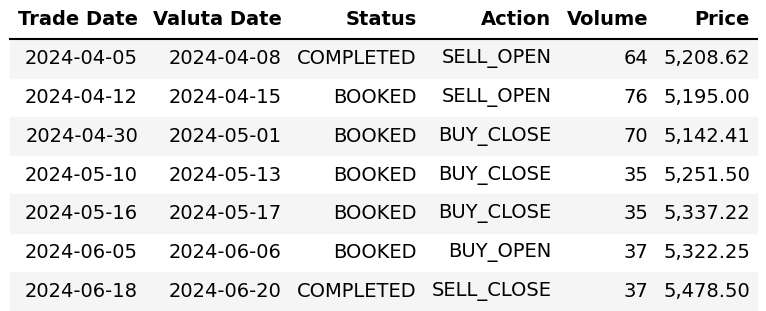 Trade Date Valuta Date Status Action Volume Price
2024-04-05 2024-04-08 COMPLETED SELL_OPEN 64 5,208.62
2024-04-12 2024-04-15 BOOKED SELL_OPEN 76 5,195.00
2024-04-30 2024-05-01 BOOKED BUY_CLOSE 70 5,142.41
2024-05-10 2024-05-13 BOOKED BUY_CLOSE 35 5,251.50
2024-05-16 2024-05-17 BOOKED BUY_CLOSE 35 5,337.22
2024-06-05 2024-06-06 BOOKED BUY_OPEN 37 5,322.25
2024-06-18 2024-06-20 COMPLETED SELL_CLOSE 37 5,478.50